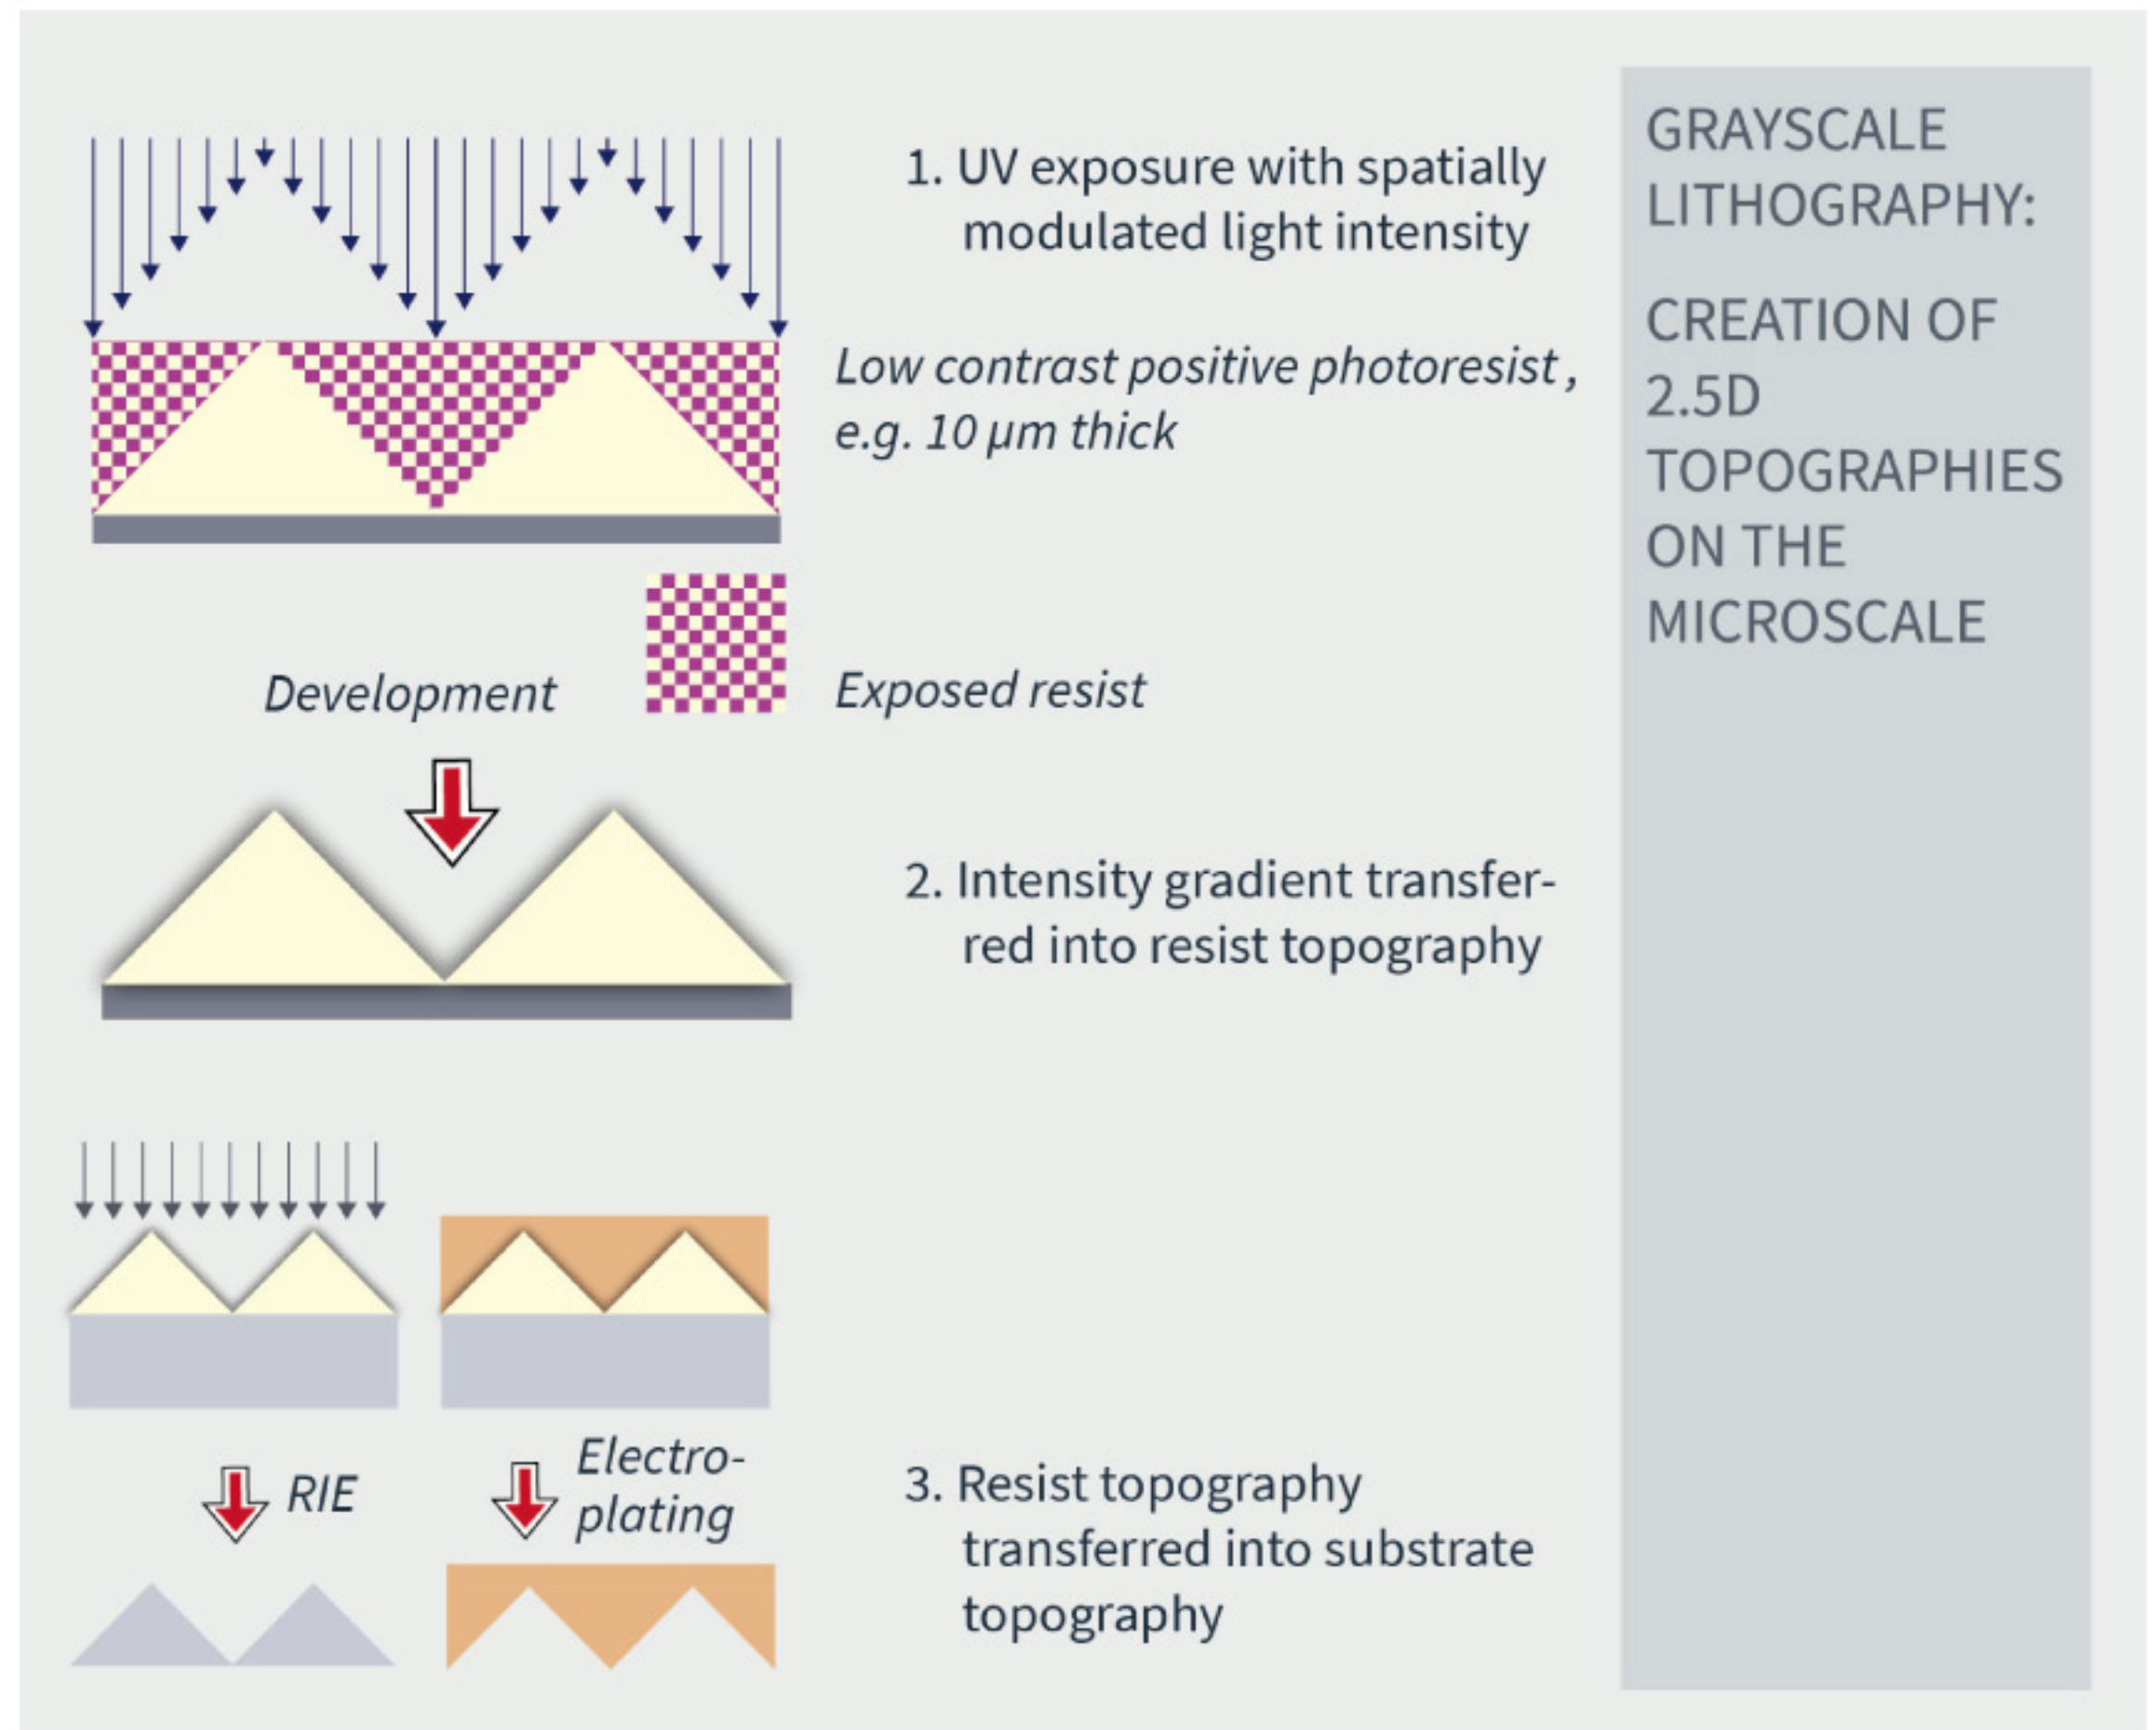 GRAYSCALE
LITHOGRAPHY:
CREATION OF
2.5D
TOPOGRAPHIES
ON THE
MICROSCALE
1. UV exposure with spatially
modulated light intensity
Low contrast positive photoresist,
e.g. 10 µm thick
Development
Exposed resist
2. Intensity gradient transfer-
red into resist topography
RIE
Electro-
plating
3. Resist topography
transferred into substrate
topography